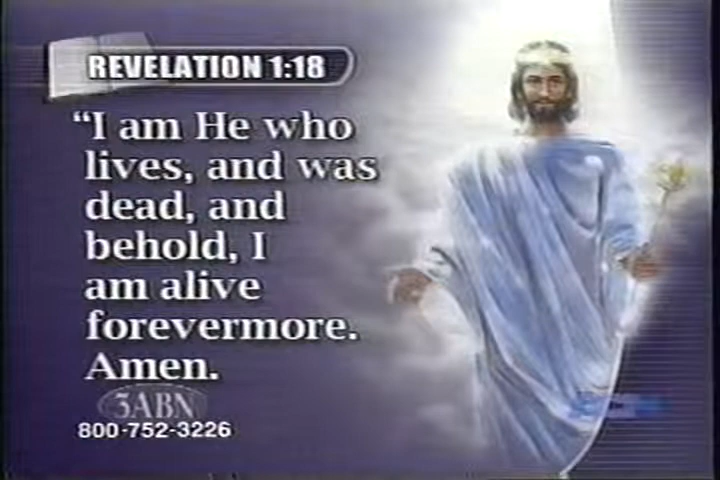 REVELATION 1:18
“I am He who
lives, and was
dead, and
behold, I
am alive
forevermore.
Amen.
3ABN
800-752-3226